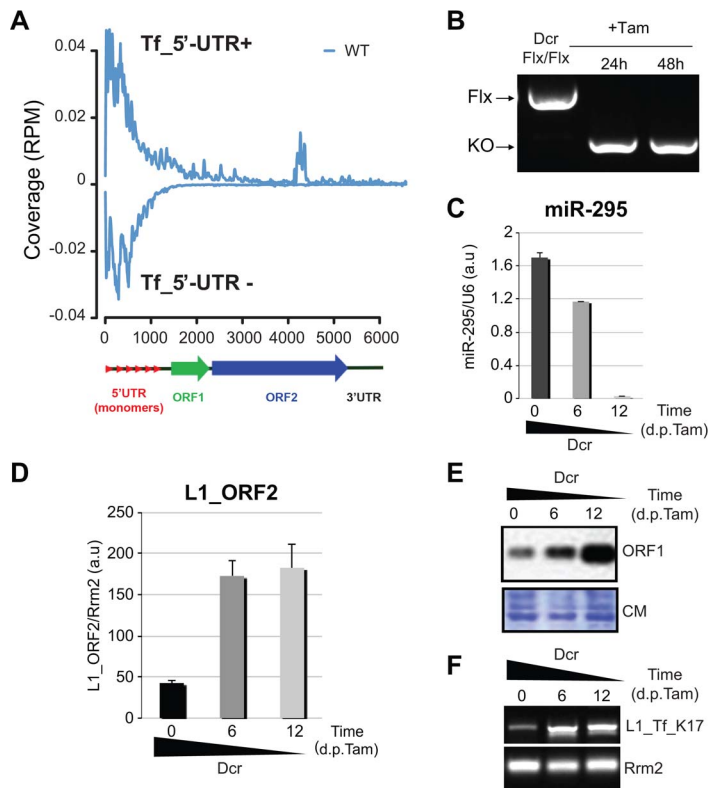 A
Tf_5'-UTR+
WT
0.04
0.02
0
-0.02
-0.04
Coverage (RPM)
Tf_5'-UTR -
0 1000 2000 3000 4000 5000 6000
5'UTR
(monomers)
ORF1
ORF2
3'UTR
B
Dcr
Flx/Flx
+Tam
24h 48h
Flx
KO
C
miR-295
miR-295/U6 (a.u)
2
1.6
1.2
0.8
0.4
0
0 6 12
Time
(d.p.Tam)
Dcr
D
L1_ORF2
L1_ORF2/Rrm2 (a.u)
250
200
150
100
50
0
0 6 12
Time
(d.p.Tam)
Dcr
E
Dcr
Time
(d.p.Tam)
0 6 12
ORF1
CM
F
Dcr
Time
(d.p.Tam)
0 6 12
L1_Tf_K17
Rrm2